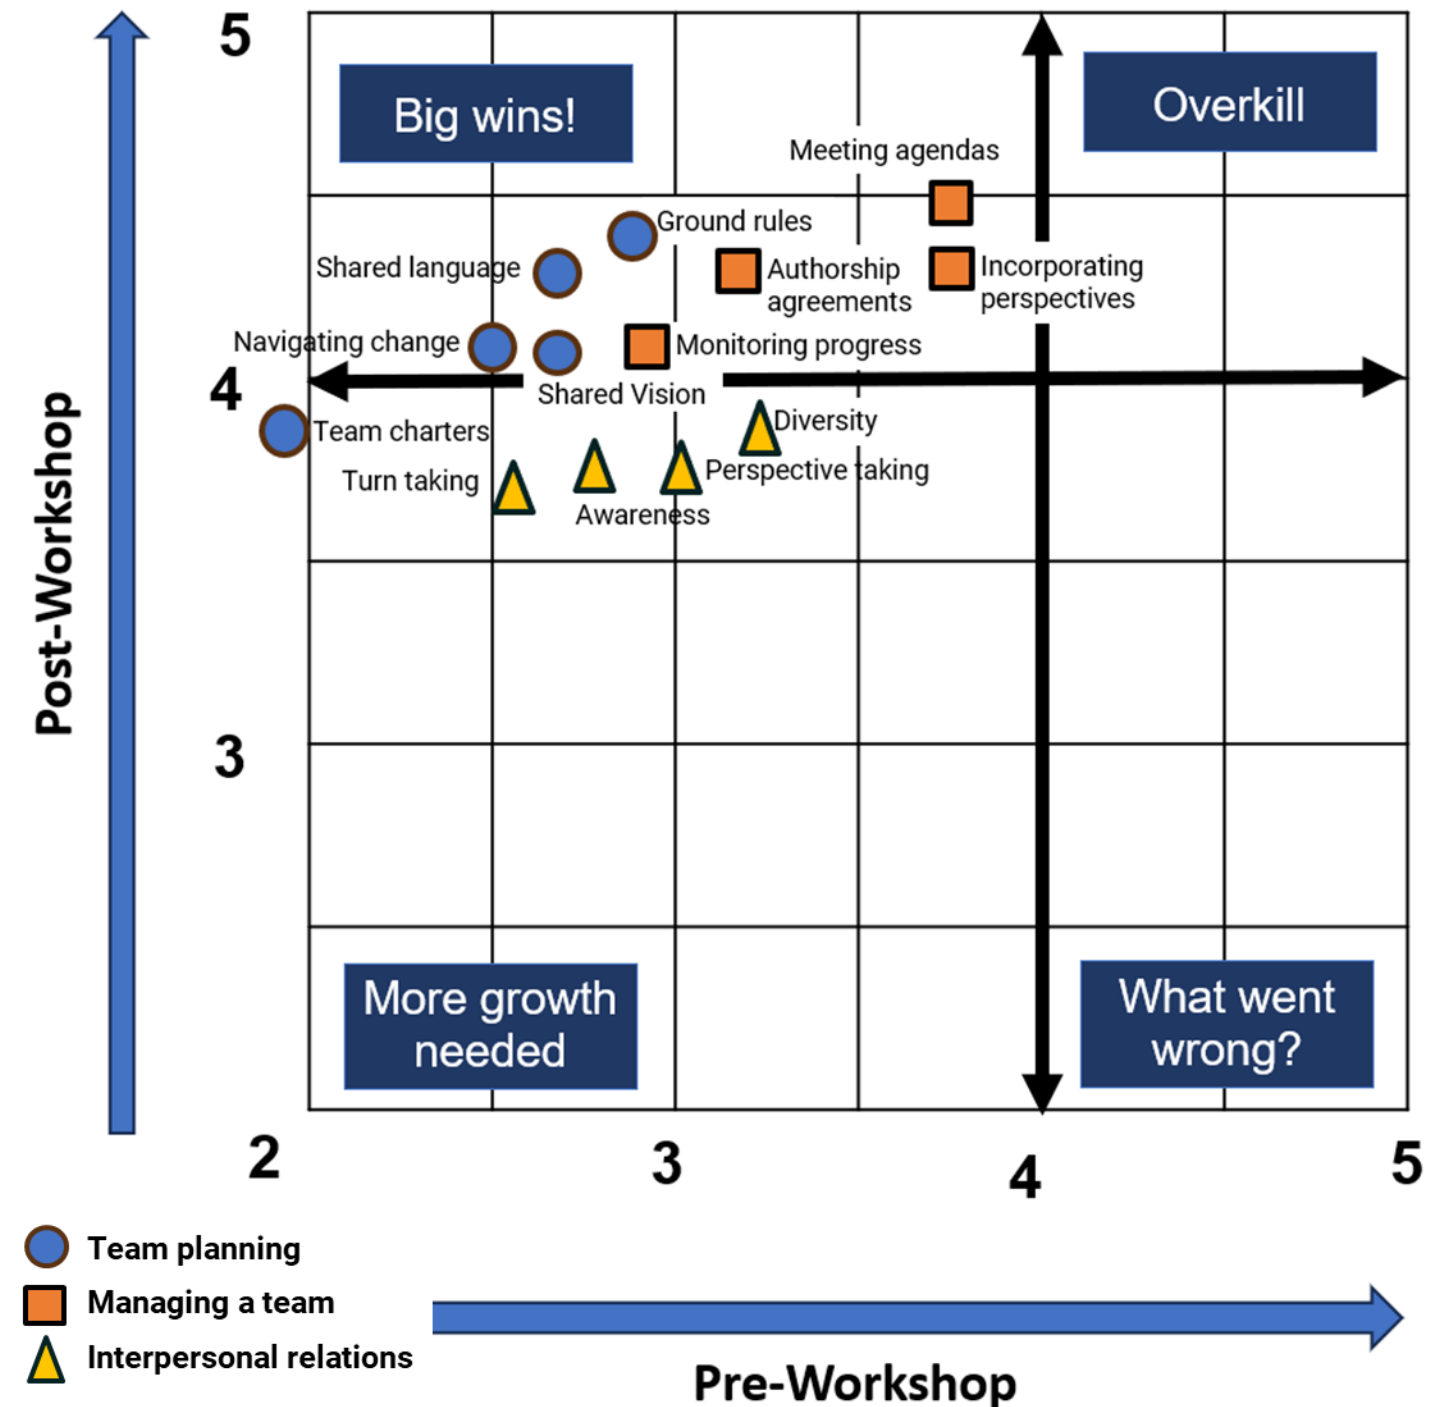 5
Big wins!
Overkill
Meeting agendas
Ground rules
Shared language
Authorship
agreements
Incorporating
perspectives
Navigating change
Monitoring progress
4
Shared Vision
Team charters
Diversity
Turn taking
Perspective taking
Awareness
Post-Workshop
3
More growth
needed
What went
wrong?
2
3
4
5
Team planning
Managing a team
Interpersonal relations
Pre-Workshop